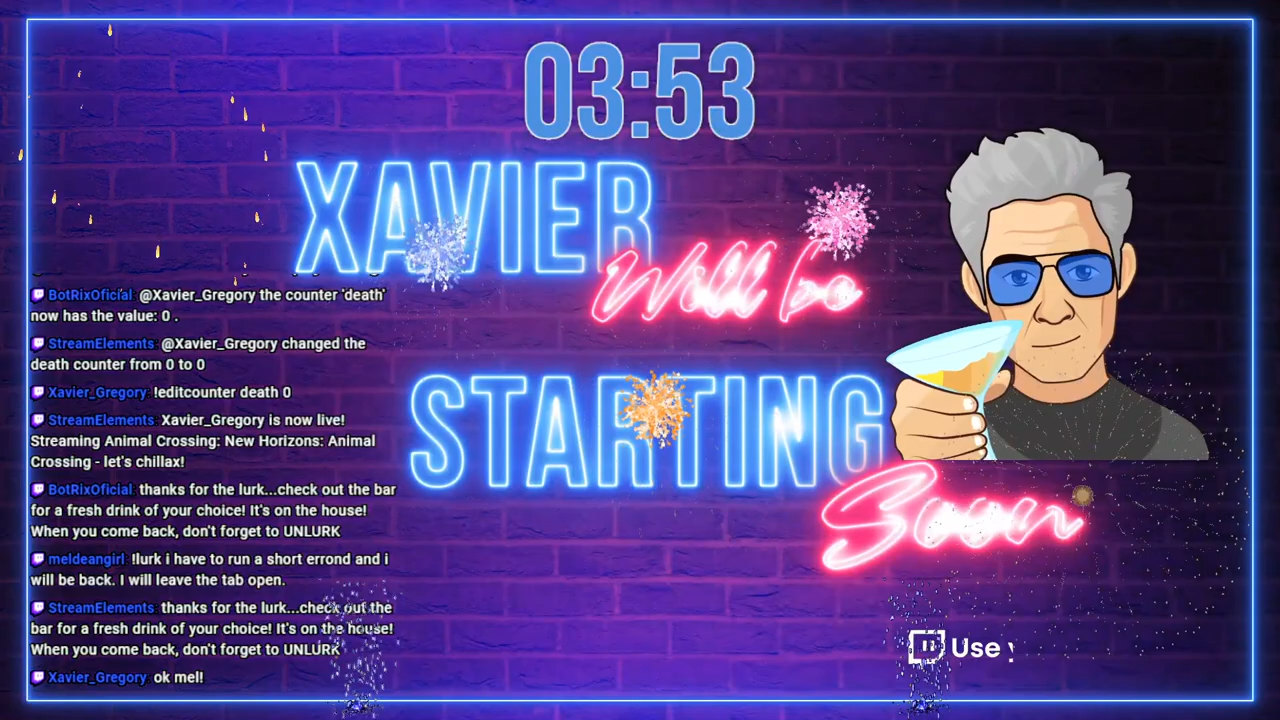 03:53
XAVIER
Will be
STARTING
Soon
BotRixOficial: @Xavier_Gregory the counter 'death'
now has the value: 0 .
StreamElements: @Xavier_Gregory changed the
death counter from 0 to 0
Xavier_Gregory: !editcounter death 0
StreamElements: Xavier_Gregory is now live!
Streaming Animal Crossing: New Horizons: Animal
Crossing - let's chillax!
BotRixOficial: thanks for the lurk...check out the bar
for a fresh drink of your choice! It's on the house!
When you come back, don't forget to UNLURK
meldeangirl: !lurk i have to run a short errond and i
will be back. I will leave the tab open.
StreamElements: thanks for the lurk...check out the
bar for a fresh drink of your choice! It's on the house!
When you come back, don't forget to UNLURK
Xavier_Gregory: ok mel!
Use